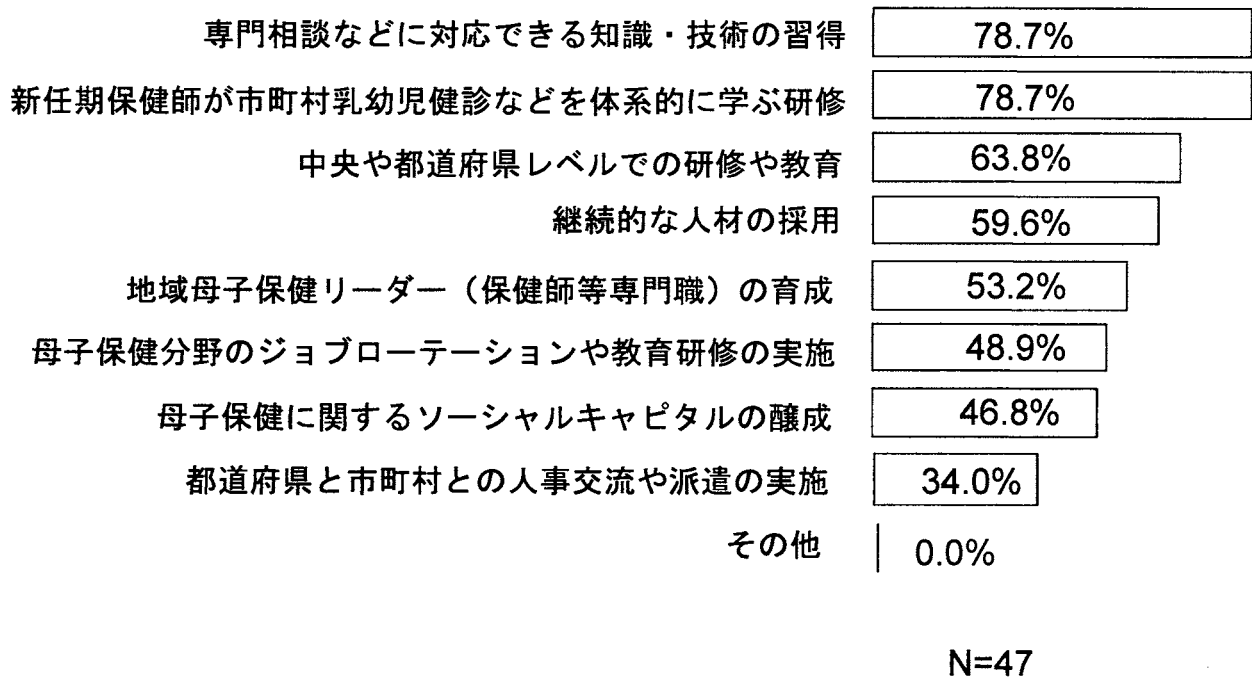 専門相談などに対応できる知識・技術の習得 78.7%
新任期保健師が市町村乳幼児健診などを体系的に学ぶ研修 78.7%
中央や都道府県レベルでの研修や教育 63.8%
継続的な人材の採用 59.6%
地域母子保健リーダー（保健師等専門職）の育成 53.2%
母子保健分野のジョブローテーションや教育研修の実施 48.9%
母子保健に関するソーシャルキャピタルの醸成 46.8%
都道府県と市町村との人事交流や派遣の実施 34.0%
その他 0.0%
N=47